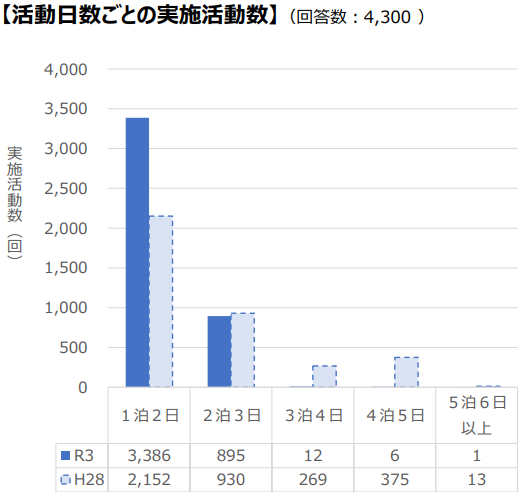 【活動日数ごとの実施活動数】（回答数：4,300 ）
4,000
3,500
3,000
2,500
2,000
1,500
1,000
500
0
実施活動数（回）
１泊２日 ２泊３日 ３泊４日 ４泊５日 ５泊６日
以上
R3 3,386 895 12 6 1
H28 2,152 930 269 375 13